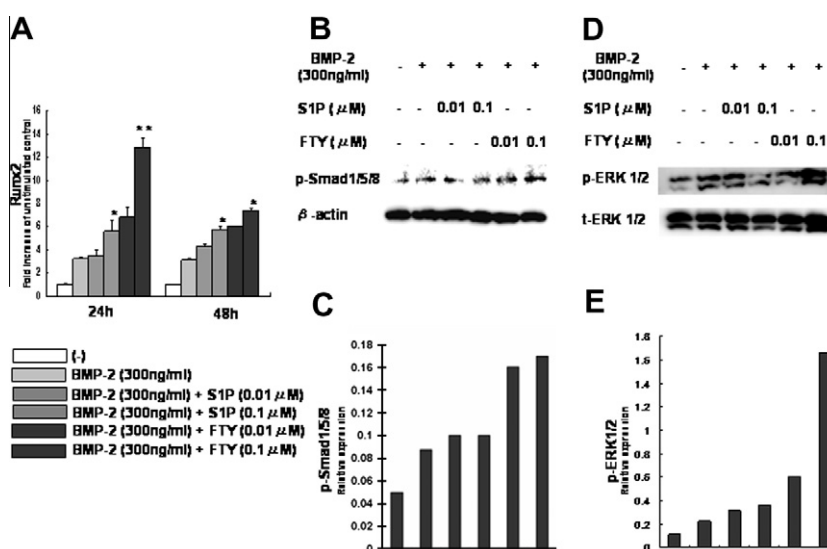 A
Runx2
Fold increase of unstimulated control
16
14
12
10
8
6
4
2
0
* **
* *
24h 48h
(-)
BMP-2 (300ng/ml)
BMP-2 (300ng/ml) + S1P (0.01 μM)
BMP-2 (300ng/ml) + S1P (0.1 μM)
BMP-2 (300ng/ml) + FTY (0.01 μM)
BMP-2 (300ng/ml) + FTY (0.1 μM)
B
BMP-2
(300ng/ml) - + + + + +
S1P (μM) - - 0.01 0.1 - -
FTY (μM) - - - - 0.01 0.1
p-Smad1/5/8
β-actin
C
p-Smad1/5/8
Relative expression
0.18
0.16
0.14
0.12
0.1
0.08
0.06
0.04
0.02
0
D
BMP-2
(300ng/ml) - + + + + +
S1P (μM) - - 0.01 0.1 - -
FTY (μM) - - - - 0.01 0.1
p-ERK 1/2
t-ERK 1/2
E
p-ERK1/2
Relative expression
1.8
1.6
1.4
1.2
1
0.8
0.6
0.4
0.2
0